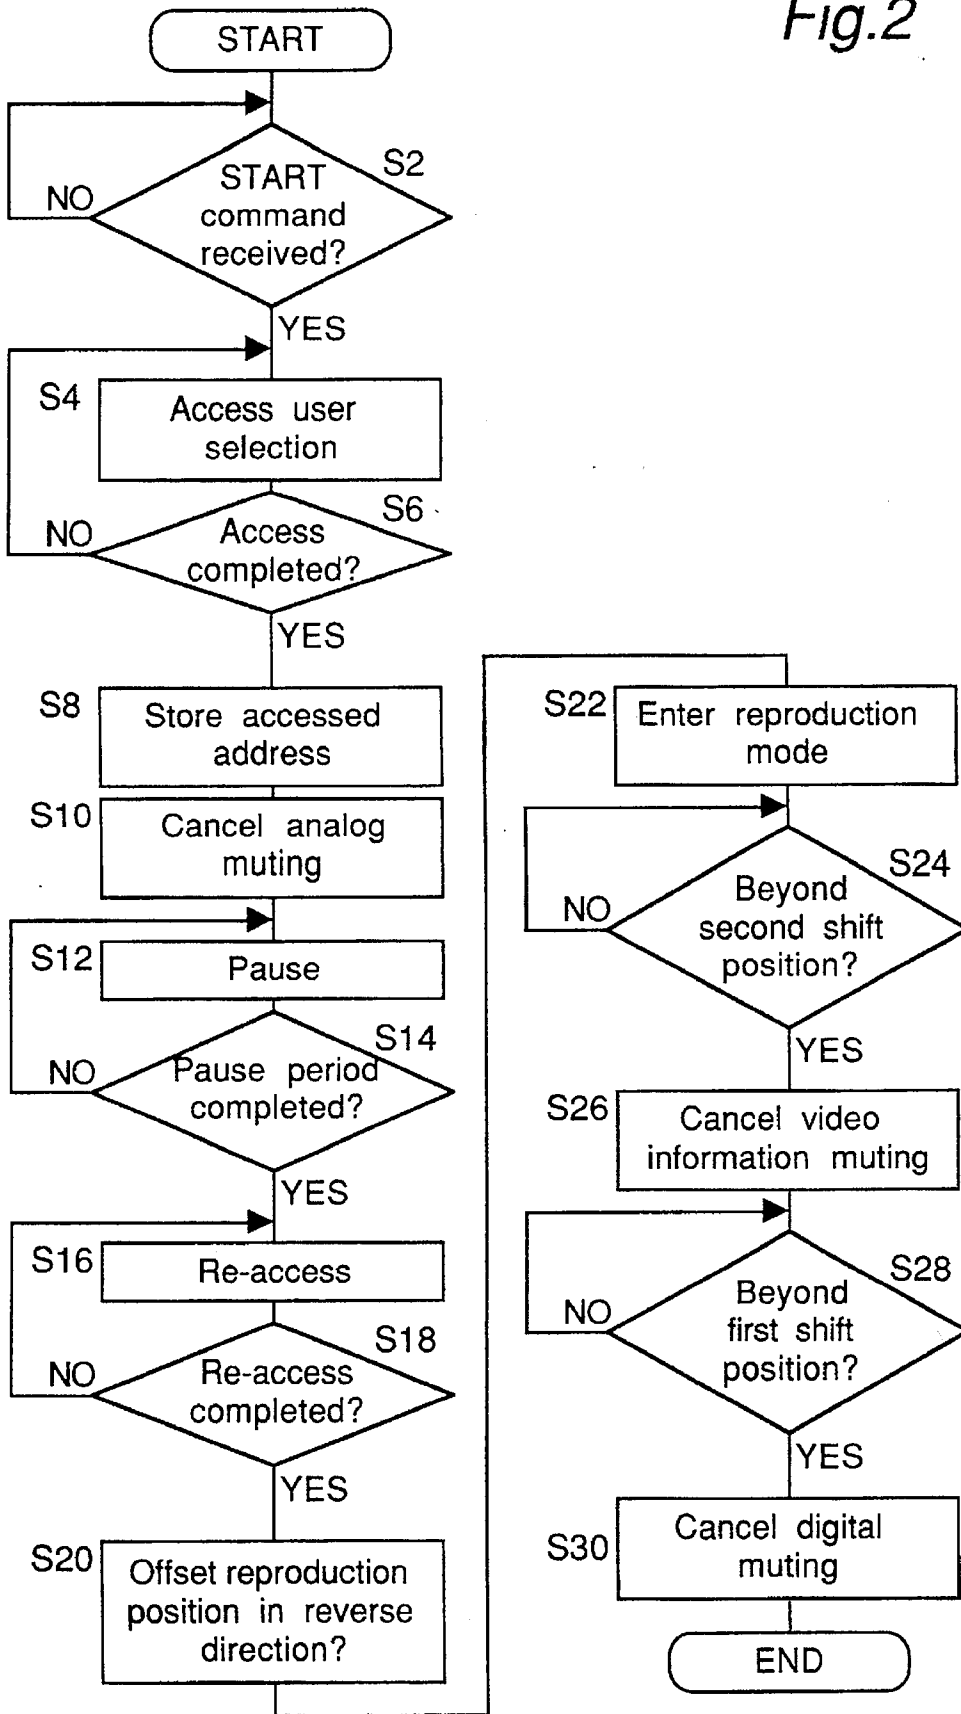 Fig.2
START
START
command
received?
S2
NO
YES
S4
Access user
selection
S6
Access
completed?
NO
YES
S8
Store accessed
address
S10
Cancel analog
muting
S12
Pause
S14
Pause period
completed?
NO
YES
S16
Re-access
S18
Re-access
completed?
NO
YES
S20
Offset reproduction
position in reverse
direction?
S22
Enter reproduction
mode
S24
Beyond
second shift
position?
NO
YES
S26
Cancel video
information muting
S28
Beyond
first shift
position?
NO
YES
S30
Cancel digital
muting
END